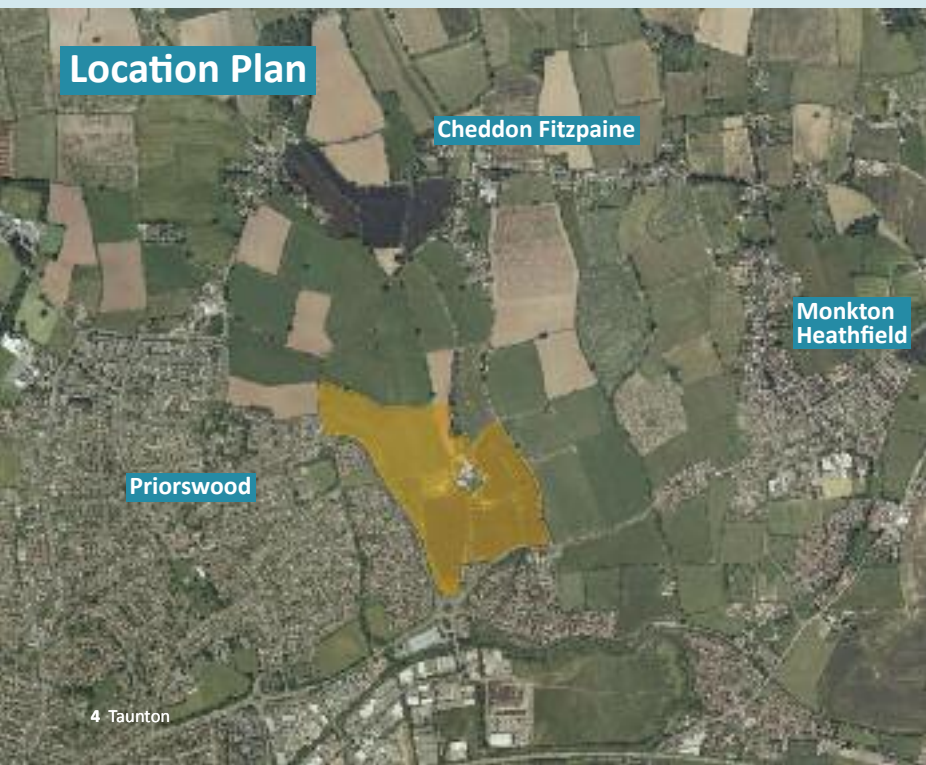 Location Plan
Cheddon Fitzpaine
Monkton
Heathfield
Priorswood
4 Taunton